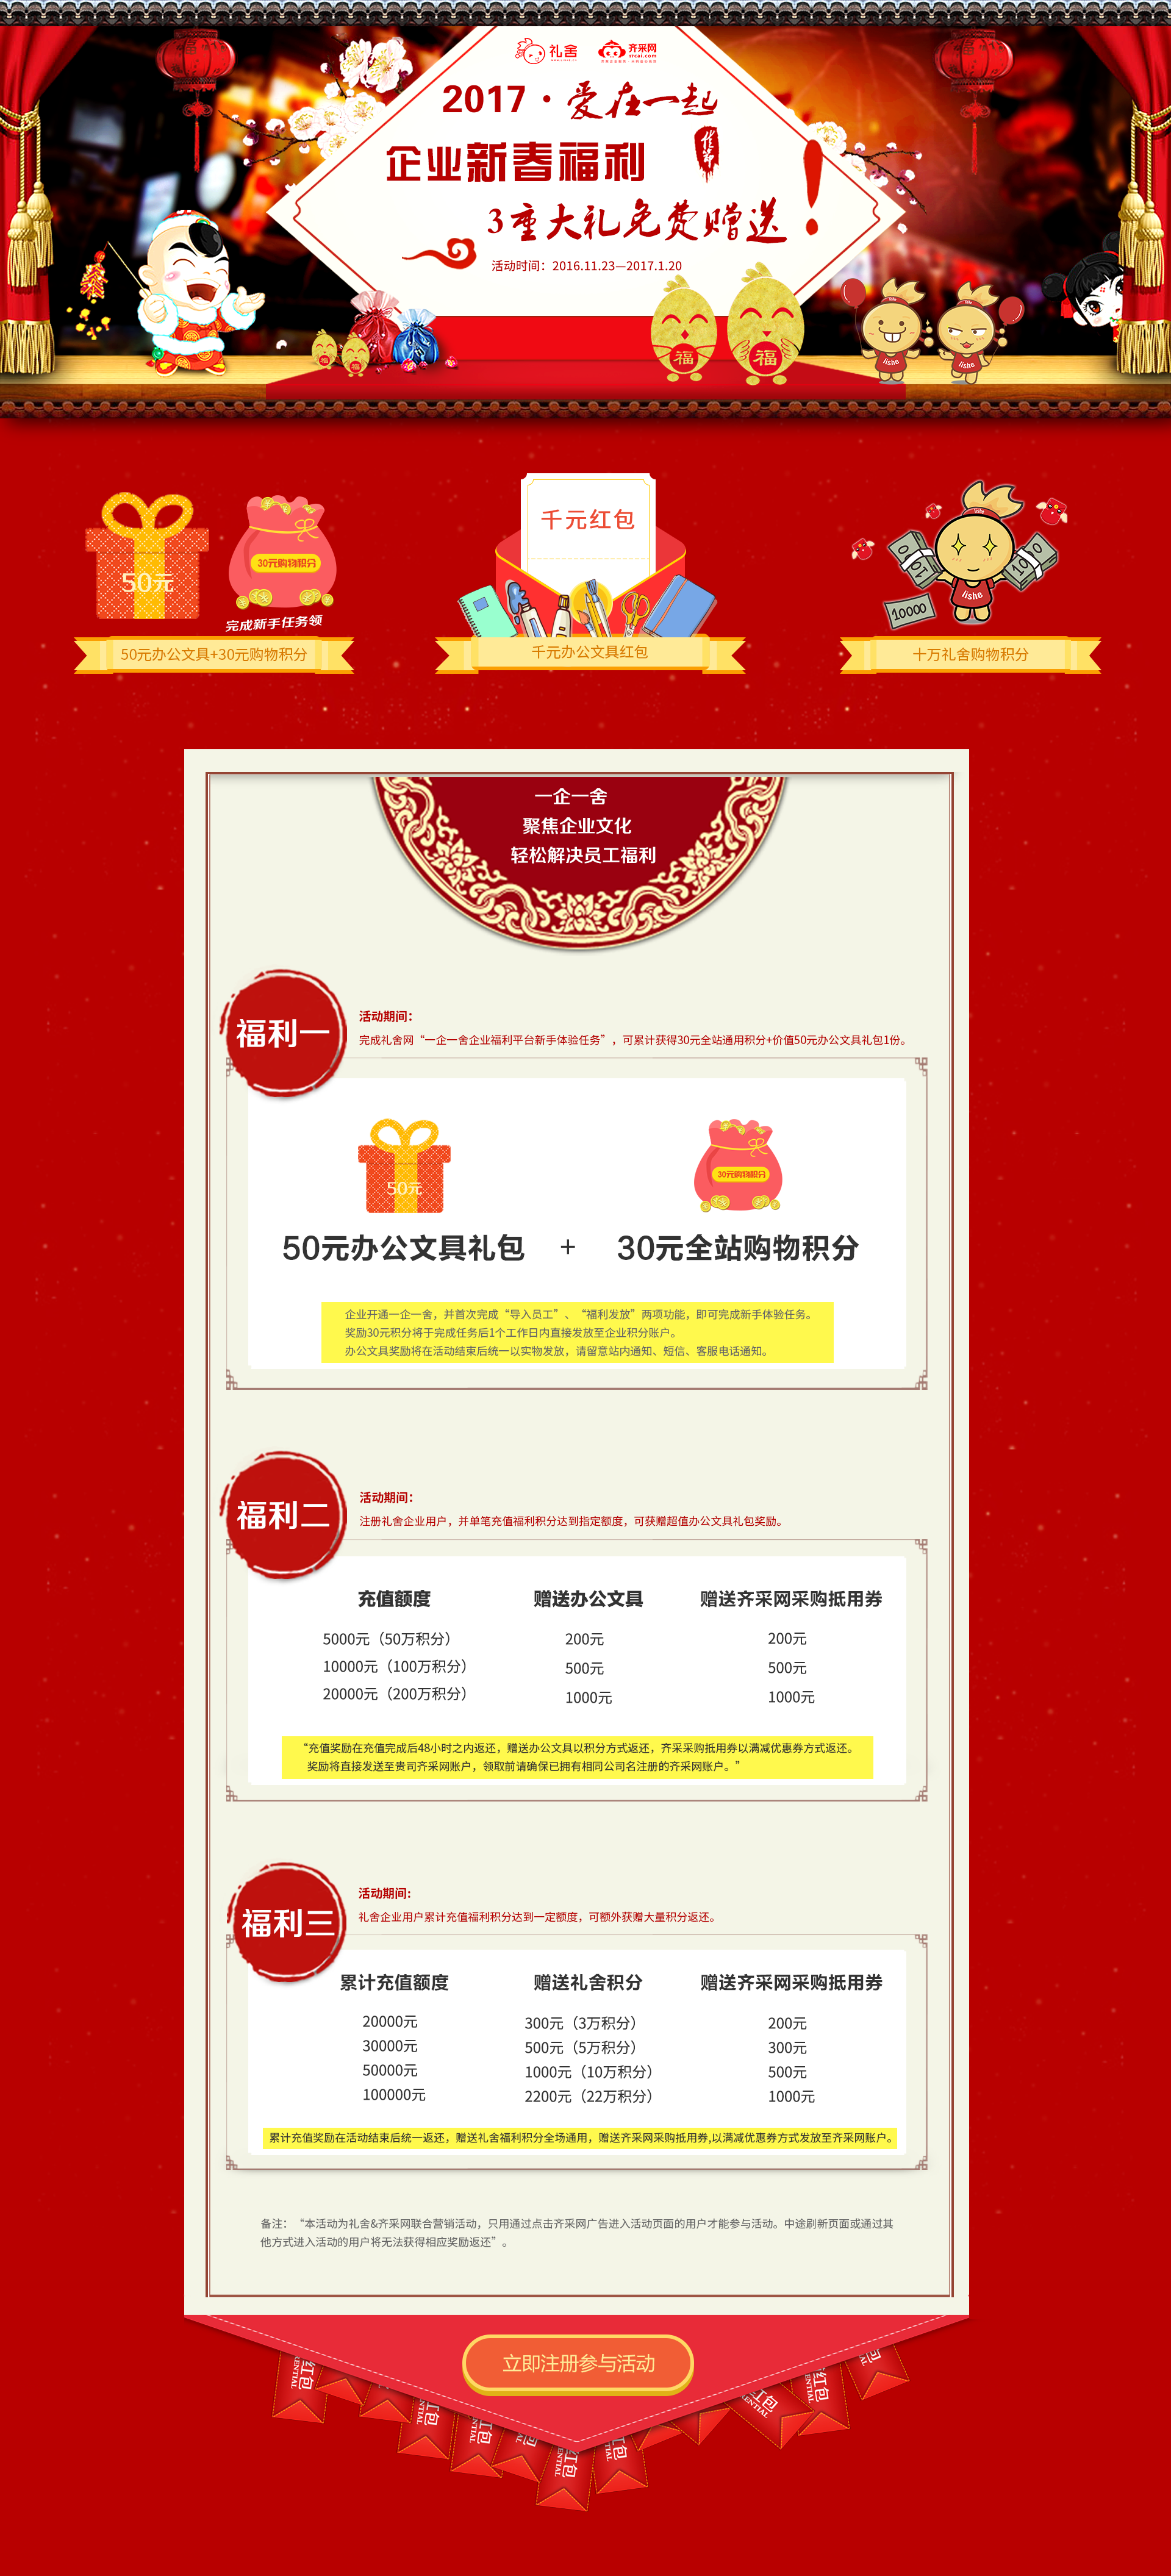 礼舍
齐采网
2017·爱在一起
佳节
企业新春福利
3重大礼免费赠送!
活动时间：2016.11.23—2017.1.20
福
福
福
福
lishe
lishe
50元
30元购物积分
完成新手任务领
50元办公文具+30元购物积分
千元红包
千元办公文具红包
lishe
lishe
10
10
10000
十万礼舍购物积分
一企一舍
聚焦企业文化
轻松解决员工福利
福利一
活动期间：
完成礼舍网“一企一舍企业福利平台新手体验任务”，可累计获得30元全站通用积分+价值50元办公文具礼包1份。
50元
30元购物积分
50元办公文具礼包 + 30元全站购物积分
企业开通一企一舍，并首次完成“导入员工”、“福利发放”两项功能，即可完成新手体验任务。
奖励30元积分将于完成任务后1个工作日内直接发放至企业积分账户。
办公文具奖励将在活动结束后统一以实物发放，请留意站内通知、短信、客服电话通知。
福利二
活动期间：
注册礼舍企业用户，并单笔充值福利积分达到指定额度，可获赠超值办公文具礼包奖励。
充值额度 赠送办公文具 赠送齐采网采购抵用券
5000元（50万积分） 200元 200元
10000元（100万积分） 500元 500元
20000元（200万积分） 1000元 1000元
“充值奖励在充值完成后48小时之内返还，赠送办公文具以积分方式返还，齐采采购抵用券以满减优惠券方式返还。
奖励将直接发送至贵司齐采网账户，领取前请确保已拥有相同公司名注册的齐采网账户。”
福利三
活动期间:
礼舍企业用户累计充值福利积分达到一定额度，可额外获赠大量积分返还。
累计充值额度 赠送礼舍积分 赠送齐采网采购抵用券
20000元 300元（3万积分） 200元
30000元 500元（5万积分） 300元
50000元 1000元（10万积分） 500元
100000元 2200元（22万积分） 1000元
累计充值奖励在活动结束后统一返还，赠送礼舍福利积分全场通用，赠送齐采网采购抵用券,以满减优惠券方式发放至齐采网账户。
备注：“本活动为礼舍&齐采网联合营销活动，只用通过点击齐采网广告进入活动页面的用户才能参与活动。中途刷新页面或通过其
他方式进入活动的用户将无法获得相应奖励返还”。
立即注册参与活动
红包
红包
红包
红包